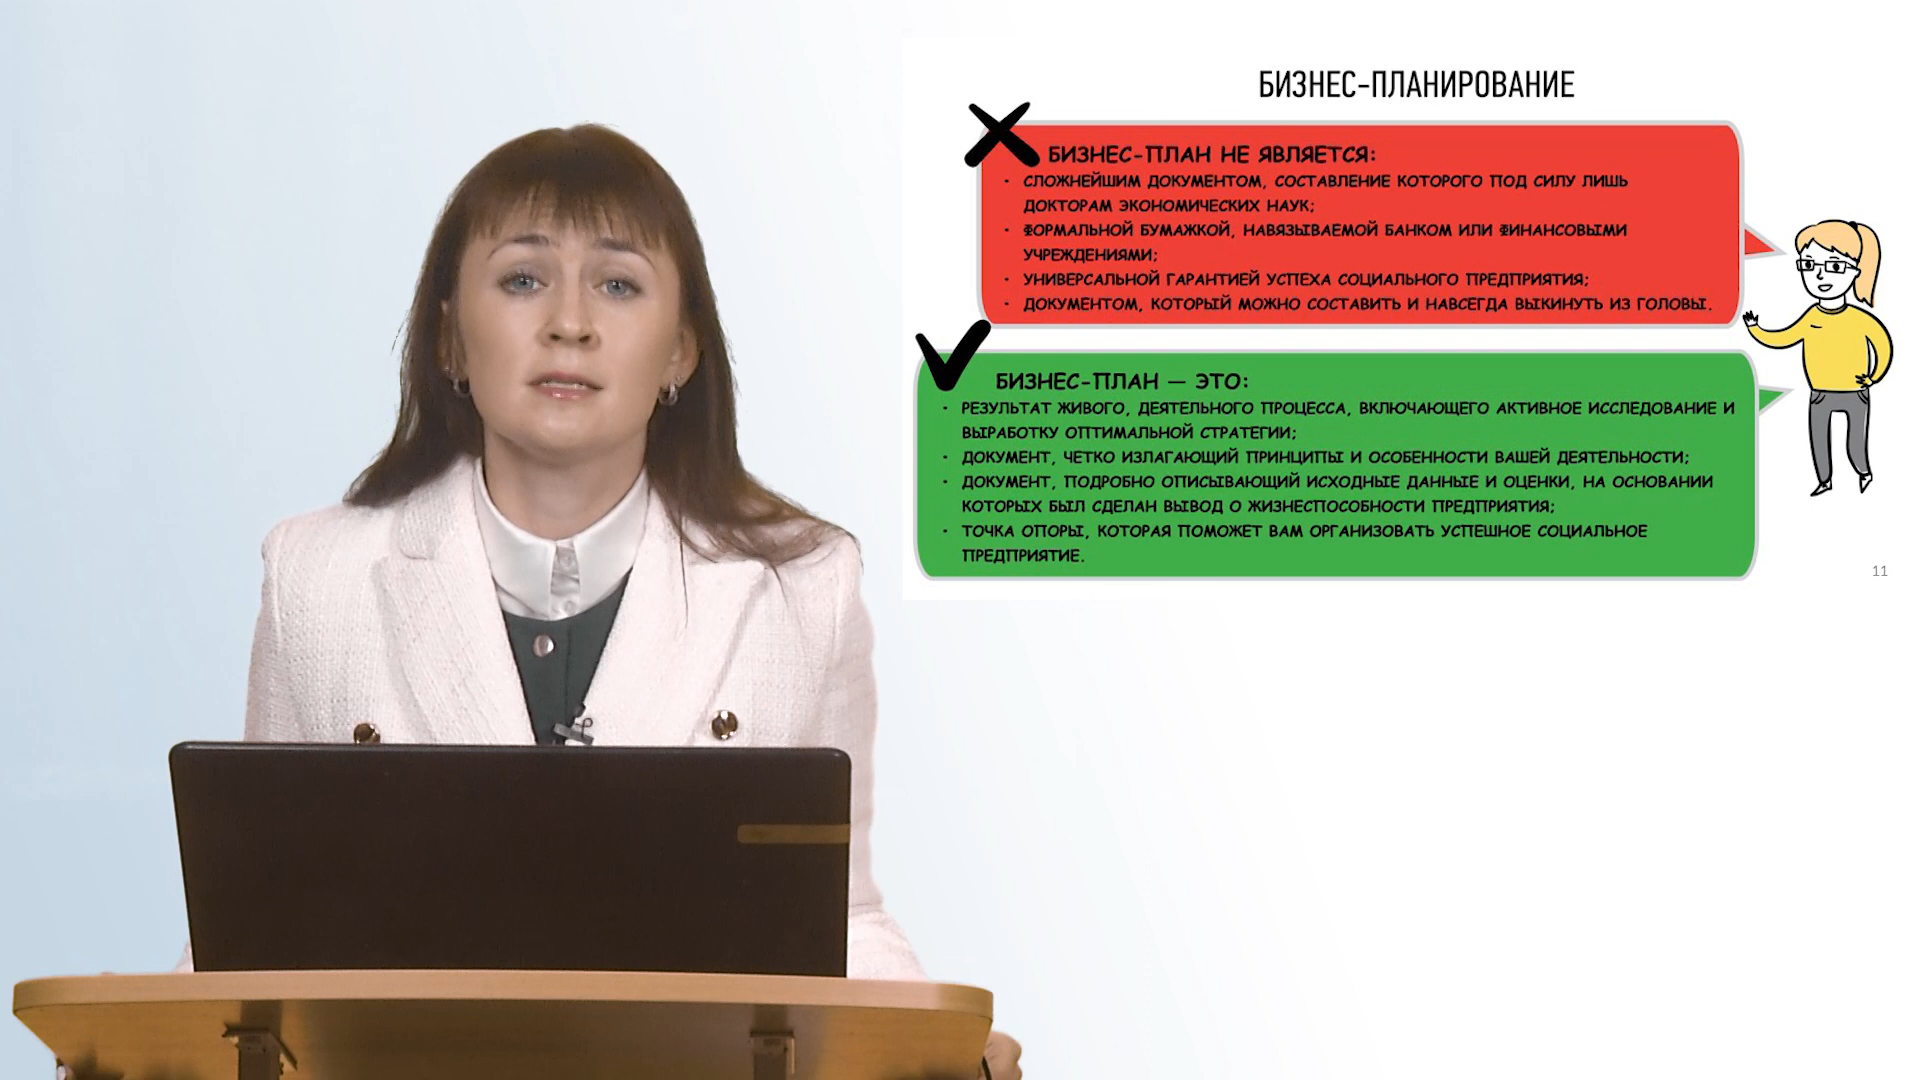 БИЗНЕС-ПЛАНИРОВАНИЕ
БИЗНЕС-ПЛАН НЕ ЯВЛЯЕТСЯ:
· СЛОЖНЕЙШИМ ДОКУМЕНТОМ, СОСТАВЛЕНИЕ КОТОРОГО ПОД СИЛУ ЛИШЬ
ДОКТОРАМ ЭКОНОМИЧЕСКИХ НАУК;
· ФОРМАЛЬНОЙ БУМАЖКОЙ, НАВЯЗЫВАЕМОЙ БАНКОМ ИЛИ ФИНАНСОВЫМИ
УЧРЕЖДЕНИЯМИ;
· УНИВЕРСАЛЬНОЙ ГАРАНТИЕЙ УСПЕХА СОЦИАЛЬНОГО ПРЕДПРИЯТИЯ;
· ДОКУМЕНТОМ, КОТОРЫЙ МОЖНО СОСТАВИТЬ И НАВСЕГДА ВЫКИНУТЬ ИЗ ГОЛОВЫ.
БИЗНЕС-ПЛАН — ЭТО:
· РЕЗУЛЬТАТ ЖИВОГО, ДЕЯТЕЛЬНОГО ПРОЦЕССА, ВКЛЮЧАЮЩЕГО АКТИВНОЕ ИССЛЕДОВАНИЕ И
ВЫРАБОТКУ ОПТИМАЛЬНОЙ СТРАТЕГИИ;
· ДОКУМЕНТ, ЧЕТКО ИЗЛАГАЮЩИЙ ПРИНЦИПЫ И ОСОБЕННОСТИ ВАШЕЙ ДЕЯТЕЛЬНОСТИ;
· ДОКУМЕНТ, ПОДРОБНО ОПИСЫВАЮЩИЙ ИСХОДНЫЕ ДАННЫЕ И ОЦЕНКИ, НА ОСНОВАНИИ
КОТОРЫХ БЫЛ СДЕЛАН ВЫВОД О ЖИЗНЕСПОСОБНОСТИ ПРЕДПРИЯТИЯ;
· ТОЧКА ОПОРЫ, КОТОРАЯ ПОМОЖЕТ ВАМ ОРГАНИЗОВАТЬ УСПЕШНОЕ СОЦИАЛЬНОЕ
ПРЕДПРИЯТИЕ.
11